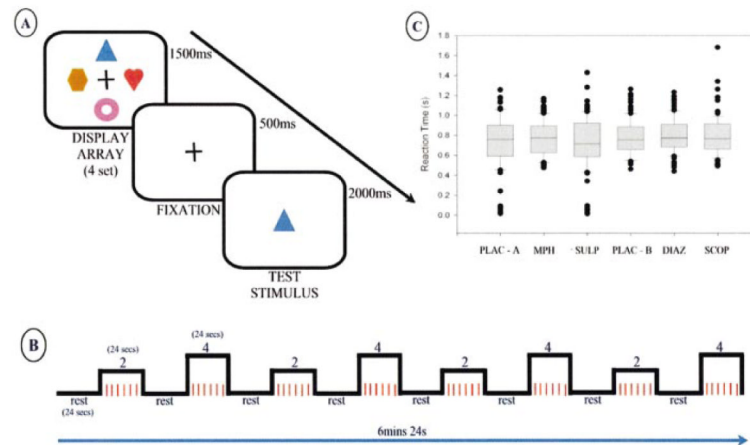 A
1500ms
DISPLAY
ARRAY
(4 set)
500ms
FIXATION
2000ms
TEST
STIMULUS
C
Reaction Time (s)
1.8
1.6
1.4
1.2
1.0
0.8
0.6
0.4
0.2
0.0
PLAC - A MPH SULP PLAC - B DIAZ SCOP
B
(24 secs) (24 secs)
2 4 2 4 2 4 2 4
rest rest rest rest rest rest rest rest
(24 secs)
6mins 24s